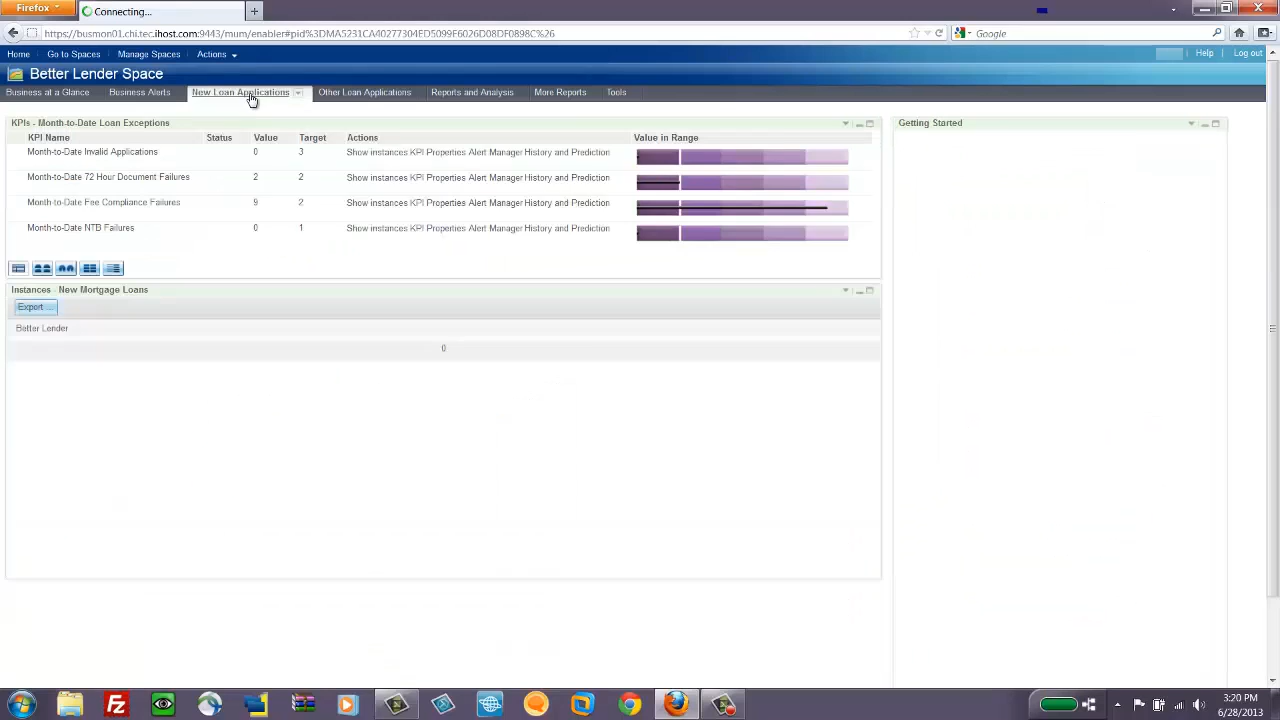 Firefox
Connecting...
https://busmon01.chi.tec.ihost.com:9443/mum/enabler#pid%3DMA5231CA40277304ED5099F6026D08DF0898C%26
Google
Home Go to Spaces Manage Spaces Actions
Help Log out
Better Lender Space
Business at a Glance Business Alerts New Loan Applications Other Loan Applications Reports and Analysis More Reports Tools
KPIs - Month-to-Date Loan Exceptions
KPI Name Status Value Target Actions Value in Range
Month-to-Date Invalid Applications 0 3 Show instances KPI Properties Alert Manager History and Prediction
Month-to-Date 72 Hour Document Failures 2 2 Show instances KPI Properties Alert Manager History and Prediction
Month-to-Date Fee Compliance Failures 9 2 Show instances KPI Properties Alert Manager History and Prediction
Month-to-Date NTB Failures 0 1 Show instances KPI Properties Alert Manager History and Prediction
Instances - New Mortgage Loans
Export ...
Better Lender
0
Getting Started
3:20 PM
6/28/2013